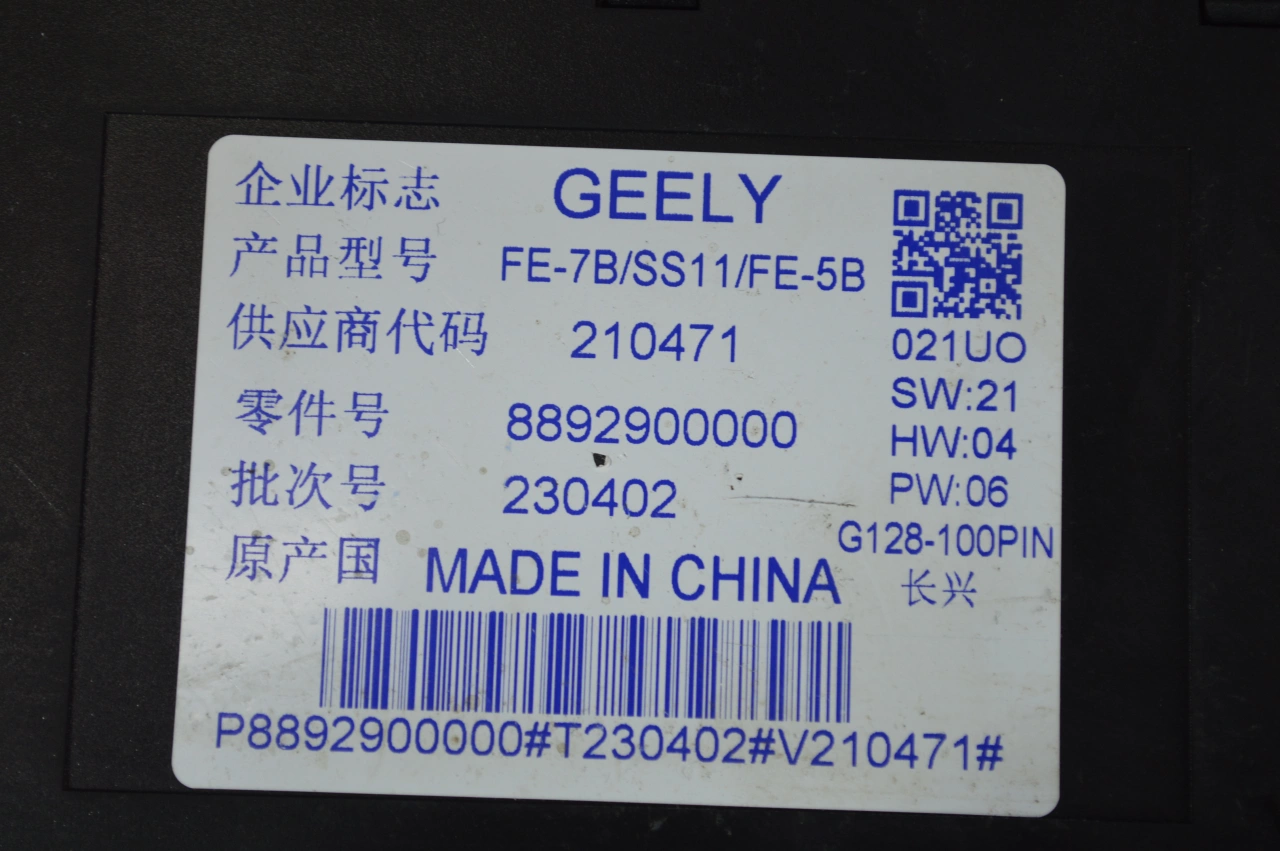 企业标志 GEELY
产品型号 FE-7B/SS11/FE-5B
供应商代码 210471
021UO
SW:21
零件号 8892900000
HW:04
批次号 230402
PW:06
G128-100PIN
原产国 MADE IN CHINA
长兴
P8892900000#T230402#V210471#